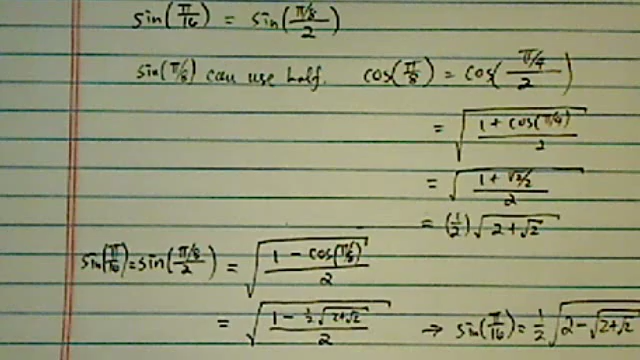 sin(π/16) = sin((π/8)/2)
sin(π/8) can use half. cos(π/8) = cos((π/4)/2)
= √((1 + cos(π/4))/2)
= √((1 + √2/2)/2)
= (1/2)√(2 + √2)
sin(π/16) = sin((π/8)/2) = √((1 - cos(π/8))/2)
= √((1 - ½√(2+√2))/2) → sin(π/16) = ½√(2 - √(2+√2))